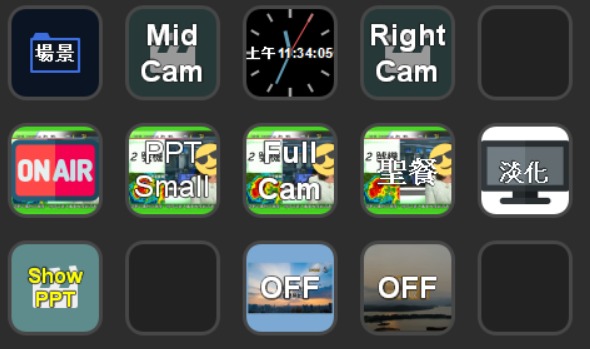 場景
Mid
Cam
土午11:34:05
Right
Cam
ON AIR
PPT
Small
Full
Cam
聖餐
淡化
Show
PPT
OFF
OFF